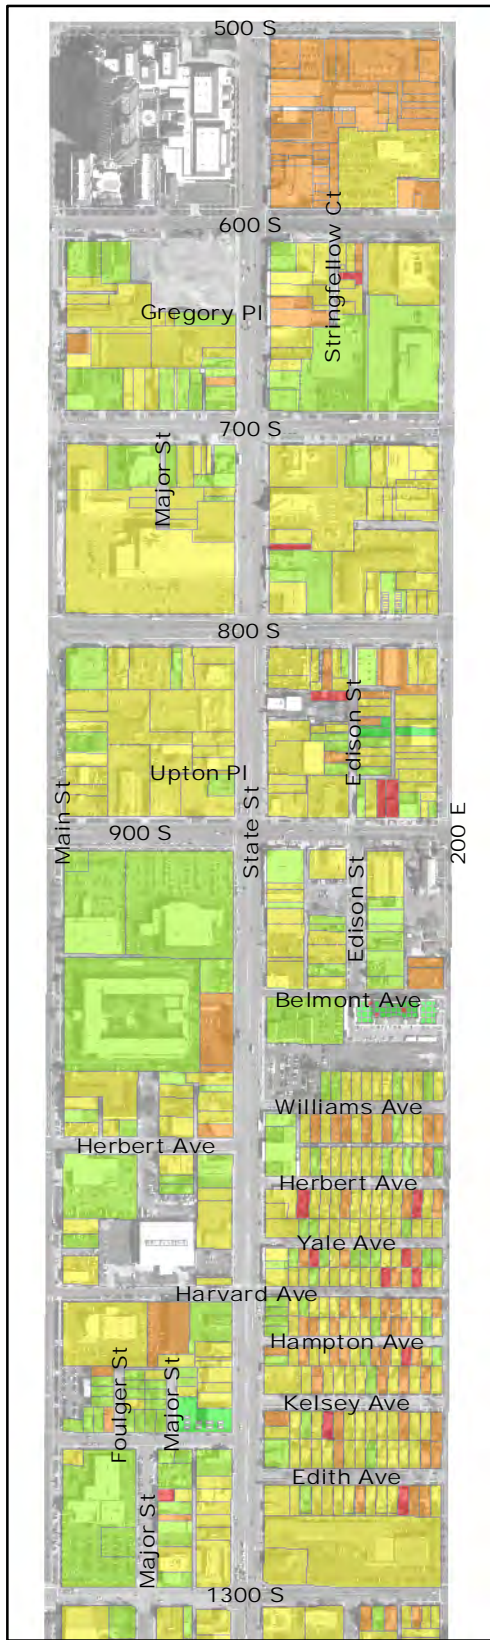 500 S
Stringfellow Ct
600 S
Gregory Pl
700 S
Major St
800 S
Edison St
Upton Pl
Main St
State St
200 E
900 S
Edison St
Belmont Ave
Williams Ave
Herbert Ave
Herbert Ave
Yale Ave
Harvard Ave
Hampton Ave
Foulger St
Major St
Kelsey Ave
Edith Ave
Major St
1300 S